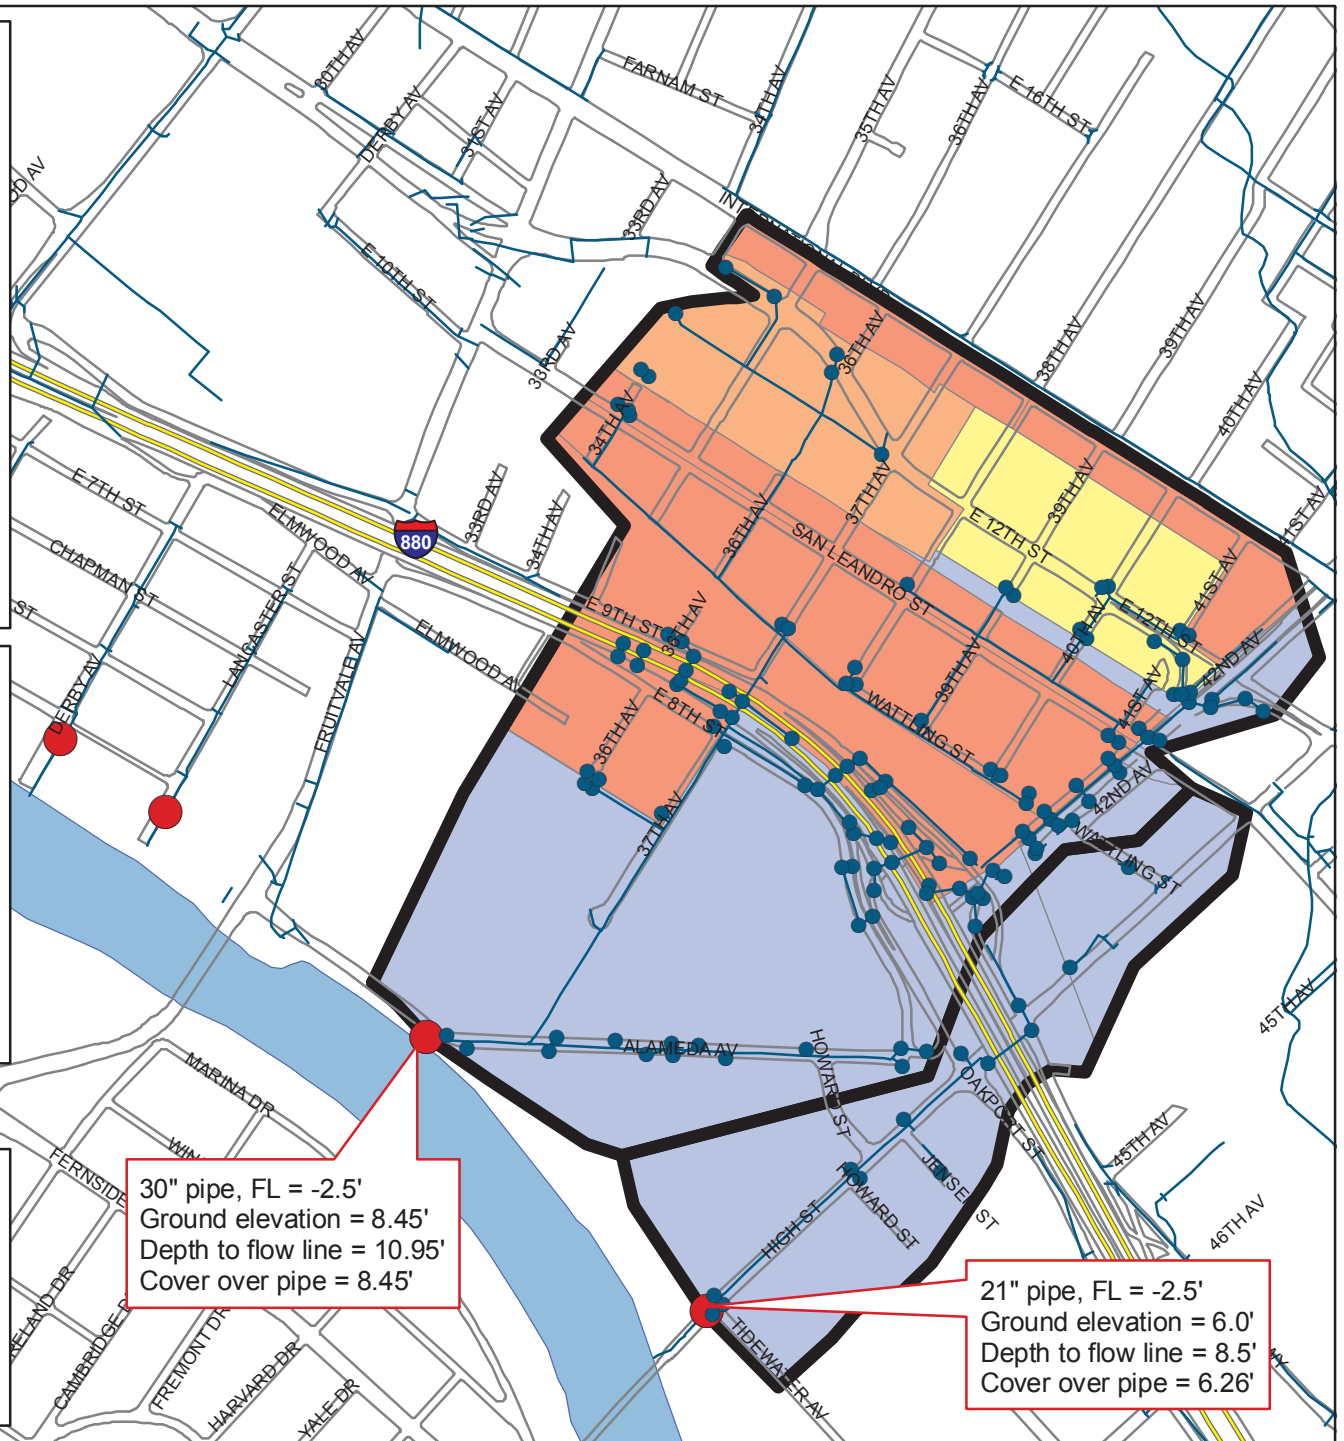 30TH AV
FARNAM ST
34TH AV
35TH AV
36TH AV
E 16TH ST
DERBY AV
31ST AV
OD AV
33RD AV
E 10TH ST
33RD AV
36TH AV
38TH AV
39TH AV
40TH AV
34TH AV
41ST AV
E 7TH ST
ELMWOOD AV
880
33RD AV
34TH AV
36TH AV
37TH AV
SAN LEANDRO ST
E 12TH ST
39TH AV
CHAPMAN ST
ST
LANCASTER ST
E 9TH ST
36TH AV
40TH AV
E 12TH ST
41ST AV
42ND AV
ELMWOOD AV
FRUITVALE AV
DERBY AV
36TH AV
E 8TH ST
WATTLING ST
39TH AV
41ST AV
42ND AV
WATTLING ST
37TH AV
45TH AV
MARINA DR
ALAMEDA AV
HOWARD ST
OAKPORT ST
45TH AV
46TH AV
WIN
FERNSIDE
HIGH ST
HOWARD ST
30" pipe, FL = -2.5'
Ground elevation = 8.45'
Depth to flow line = 10.95'
Cover over pipe = 8.45'
21" pipe, FL = -2.5'
Ground elevation = 6.0'
Depth to flow line = 8.5'
Cover over pipe = 6.26'
TIDEWATER AV
RELAND DR
CAMBRIDGE D
FREMONT DR
HARVARD DR
YALE DR